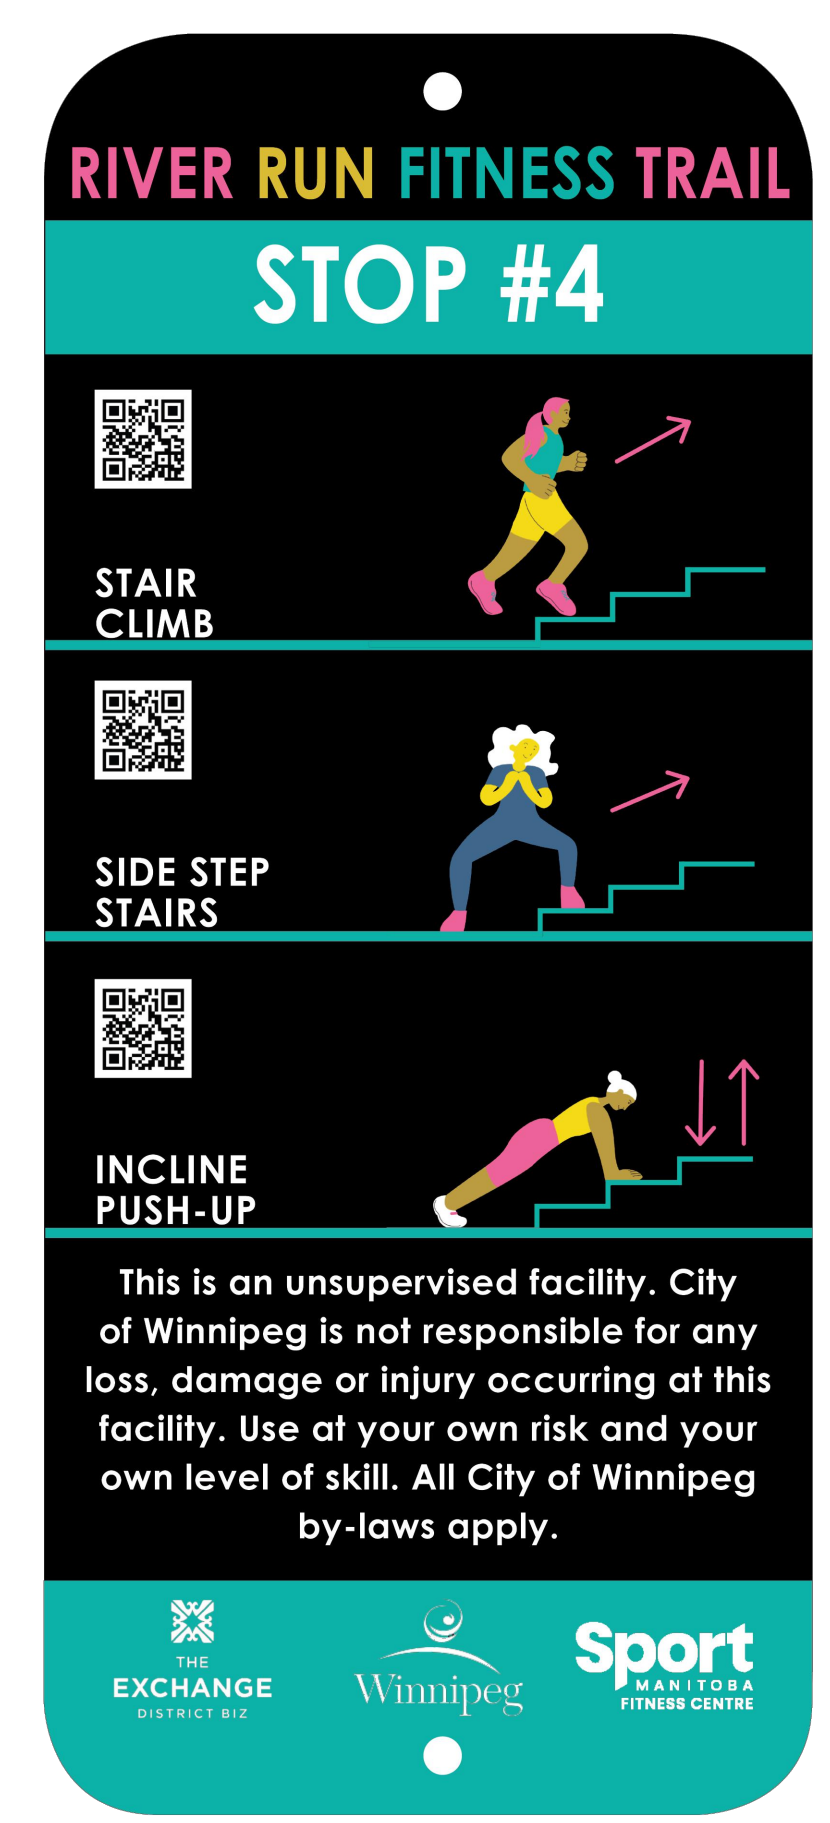 RIVER RUN FITNESS TRAIL
STOP #4
STAIR
CLIMB
SIDE STEP
STAIRS
INCLINE
PUSH-UP
This is an unsupervised facility. City
of Winnipeg is not responsible for any
loss, damage or injury occurring at this
facility. Use at your own risk and your
own level of skill. All City of Winnipeg
by-laws apply.
THE
EXCHANGE
DISTRICT BIZ
Winnipeg
Sport
MANITOBA
FITNESS CENTRE